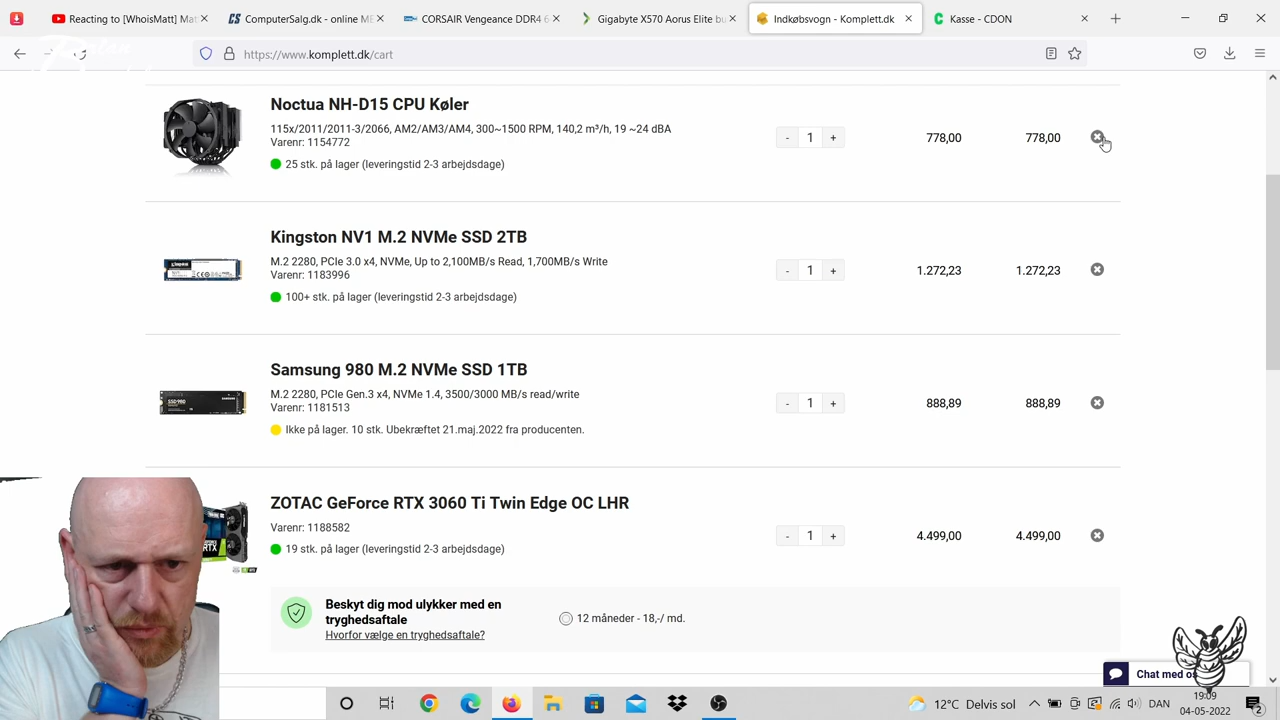 Reacting to [WhoisMatt] Mat
ComputerSalg.dk - online ME
CORSAIR Vengeance DDR4 6
Gigabyte X570 Aorus Elite bu
Indkøbsvogn - Komplett.dk
Kasse - CDON
https://www.komplett.dk/cart
Noctua NH-D15 CPU Køler
115x/2011/2011-3/2066, AM2/AM3/AM4, 300~1500 RPM, 140,2 m³/h, 19 ~24 dBA
Varenr: 1154772
25 stk. på lager (leveringstid 2-3 arbejdsdage)
- 1 + 778,00 778,00
Kingston NV1 M.2 NVMe SSD 2TB
M.2 2280, PCIe 3.0 x4, NVMe, Up to 2,100MB/s Read, 1,700MB/s Write
Varenr: 1183996
100+ stk. på lager (leveringstid 2-3 arbejdsdage)
- 1 + 1.272,23 1.272,23
Samsung 980 M.2 NVMe SSD 1TB
M.2 2280, PCIe Gen.3 x4, NVMe 1.4, 3500/3000 MB/s read/write
Varenr: 1181513
Ikke på lager. 10 stk. Ubekræftet 21.maj.2022 fra producenten.
- 1 + 888,89 888,89
ZOTAC GeForce RTX 3060 Ti Twin Edge OC LHR
Varenr: 1188582
19 stk. på lager (leveringstid 2-3 arbejdsdage)
- 1 + 4.499,00 4.499,00
Beskyt dig mod ulykker med en
tryghedsaftale
Hvorfor vælge en tryghedsaftale?
12 måneder - 18,-/ md.
Chat med os
12°C Delvis sol
DAN
19:09
04-05-2022
2